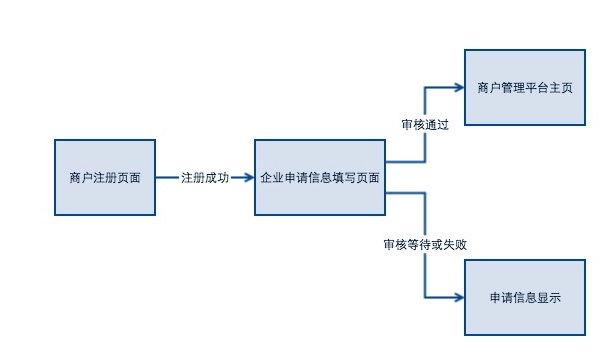 商户管理平台主页
审核通过
商户注册页面
注册成功
企业申请信息填写页面
审核等待或失败
申请信息显示